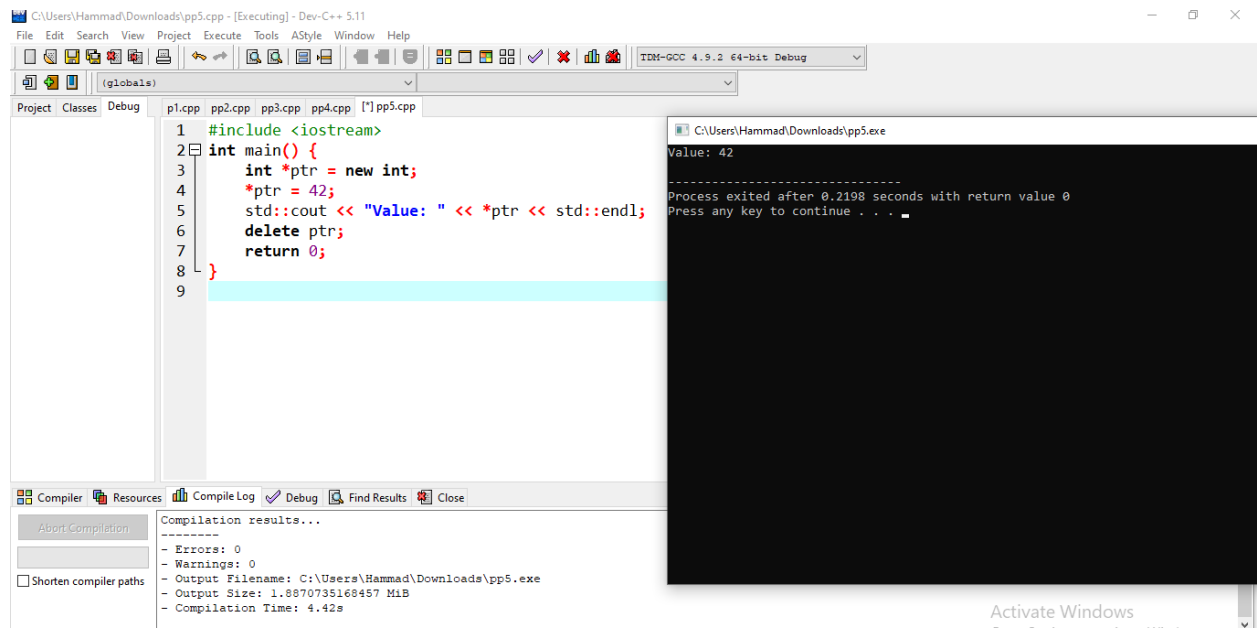 C:\Users\Hammad\Downloads\pp5.cpp - [Executing] - Dev-C++ 5.11
File Edit Search View Project Execute Tools AStyle Window Help
TDM-GCC 4.9.2 64-bit Debug
(globals)
Project Classes Debug
p1.cpp pp2.cpp pp3.cpp pp4.cpp [*] pp5.cpp
1 #include <iostream>
2 int main() {
3     int *ptr = new int;
4     *ptr = 42;
5     std::cout << "Value: " << *ptr << std::endl;
6     delete ptr;
7     return 0;
8 }
9
C:\Users\Hammad\Downloads\pp5.exe
Value: 42
--------------------------------
Process exited after 0.2198 seconds with return value 0
Press any key to continue . . .
Compiler Resources Compile Log Debug Find Results Close
Abort Compilation
Shorten compiler paths
Compilation results...
--------
- Errors: 0
- Warnings: 0
- Output Filename: C:\Users\Hammad\Downloads\pp5.exe
- Output Size: 1.8870735168457 MiB
- Compilation Time: 4.42s
Activate Windows